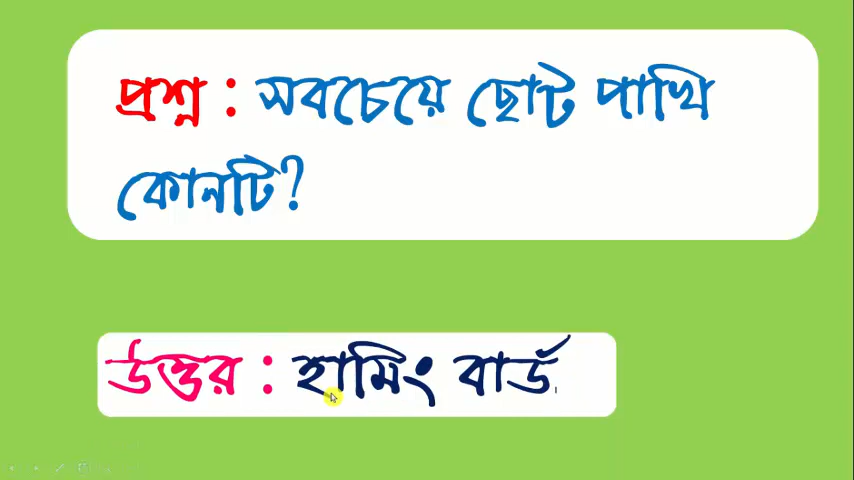 প্রশ্ন : সবচেয়ে ছোট পাখি
কোনটি?
উত্তর : হামিং বার্ড